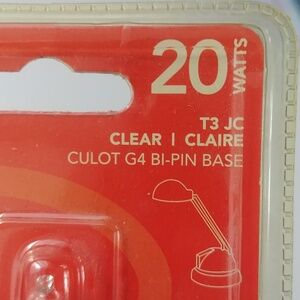 20 WATTS
T3 JC
CLEAR | CLAIRE
CULOT G4 BI-PIN BASE